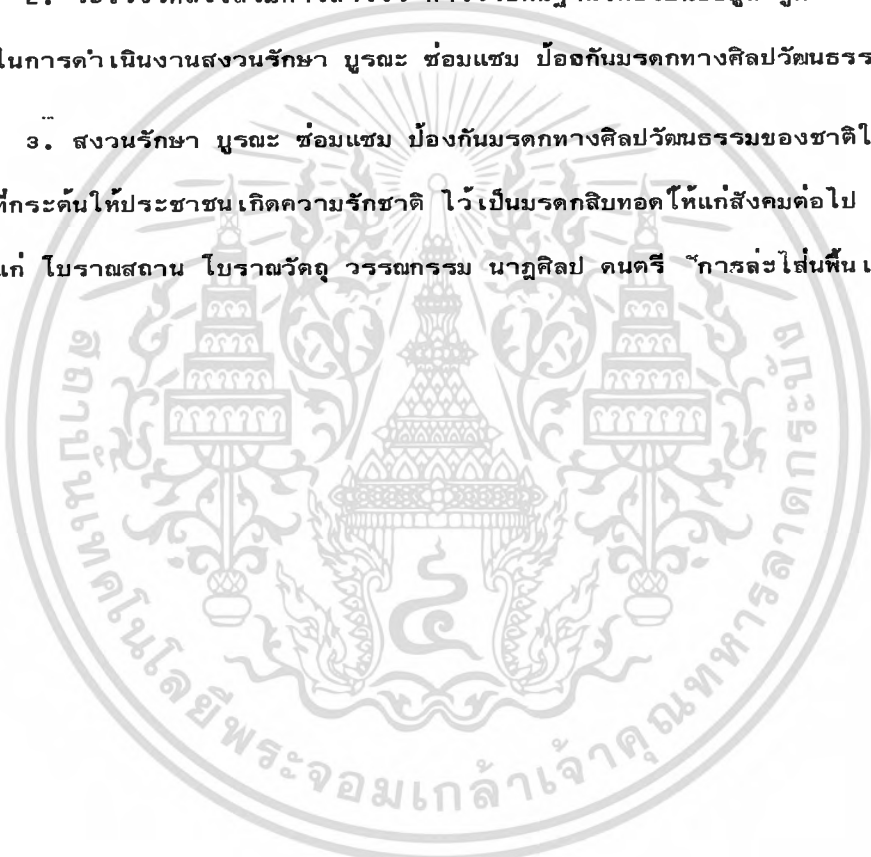 ในการดำเนินงานสงวนรักษา บูรณะ ซ่อมแซม ป้องกันมรดกทางศิลปวัฒนธรร
3. สงวนรักษา บูรณะ ซ่อมแซม ป้องกันมรดกทางศิลปวัฒนธรรมของชาติใ
ที่กระตุ้นให้ประชาชนเกิดความรักชาติ ไว้เป็นมรดกสืบทอดให้แก่สังคมต่อไป
แก่ โบราณสถาน โบราณวัตถุ วรรณกรรม นาฏศิลป ดนตรี การละเล่นพื้นเ
สถาบันเทคโนโลยีพระจอมเกล้าเจ้าคุณทหารลาดกระบัง
๔